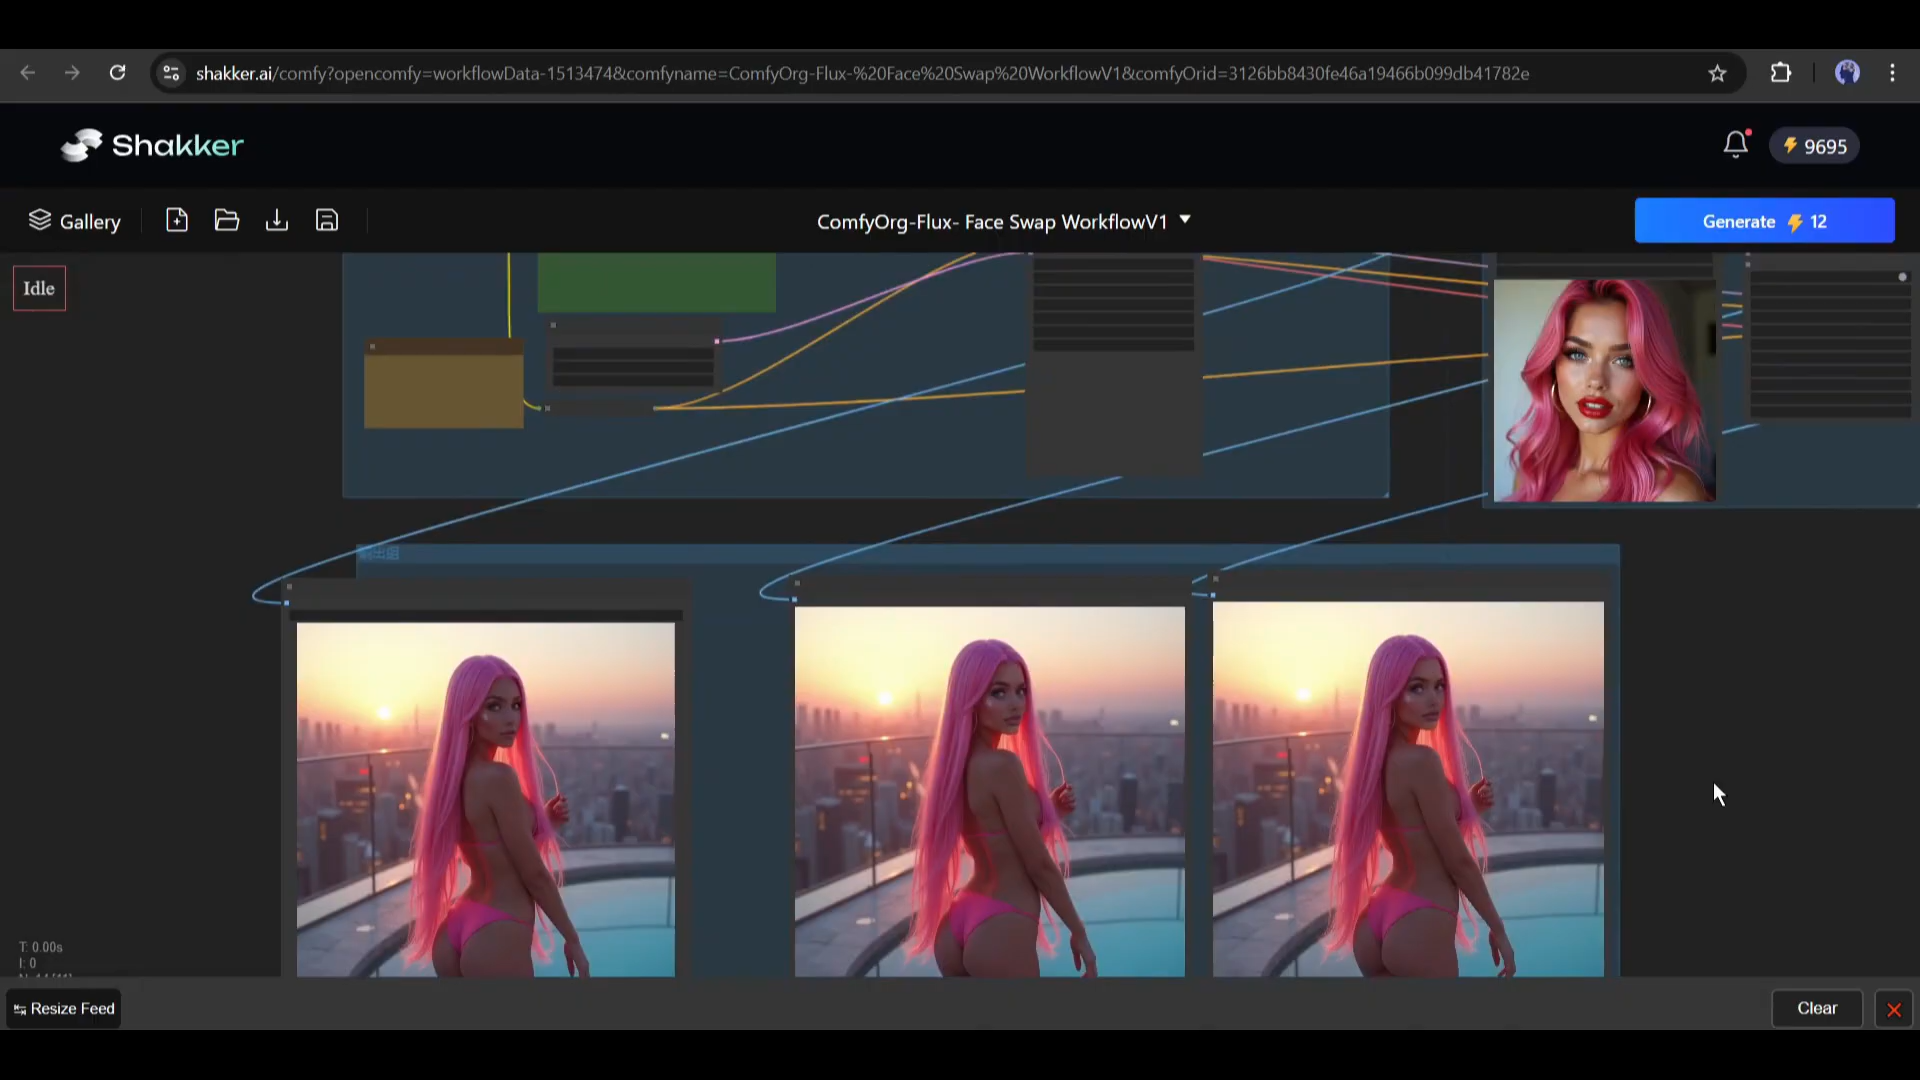 shakker.ai/comfy?opencomfy=workflowData-1513474&comfyname=ComfyOrg-Flux-%20Face%20Swap%20WorkflowV1&comfyOrid=3126bb8430fe46a19466b099db41782e
Shakker
9695
Gallery
ComfyOrg-Flux- Face Swap WorkflowV1
Generate 12
Idle
T: 0.00s
I: 0
Resize Feed
Clear